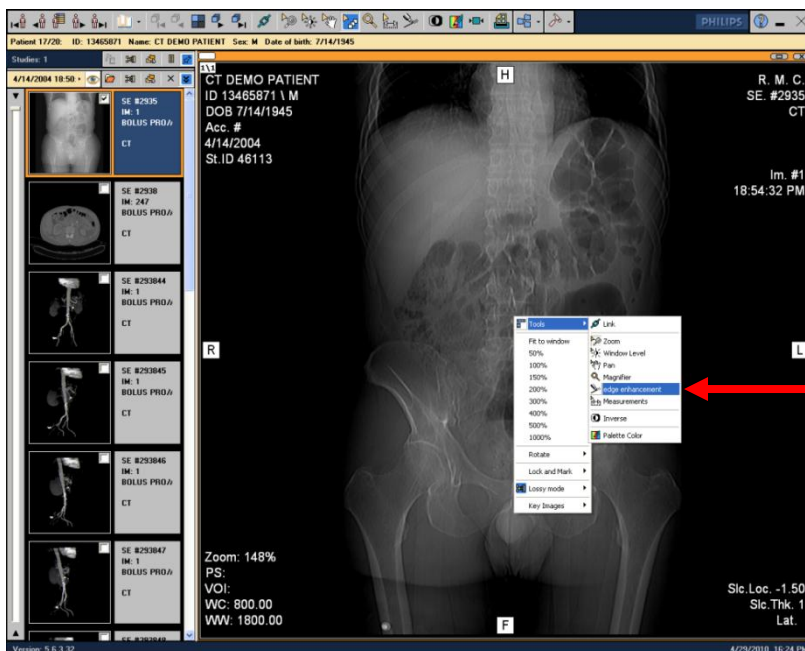 PHILIPS
Patient 17/20: ID: 13465871 Name: CT DEMO PATIENT Sex: M Date of birth: 7/14/1945
Studies: 1
4/14/2004 18:50
SE #2935
IM: 1
BOLUS PRO/
CT
SE #2938
IM: 247
BOLUS PRO/
CT
SE #293844
IM: 1
BOLUS PRO/
CT
SE #293845
IM: 1
BOLUS PRO/
CT
SE #293846
IM: 1
BOLUS PRO/
CT
SE #293847
IM: 1
BOLUS PRO/
CT
Version: 5.6.3.32
1\1
CT DEMO PATIENT
ID 13465871 \ M
DOB 7/14/1945
Acc. #
4/14/2004
St.ID 46113
H
R. M. C.
SE. #2935
CT
Im. #1
18:54:32 PM
R
L
Tools
Fit to window
50%
100%
150%
200%
300%
400%
500%
1000%
Rotate
Lock and Mark
Lossy mode
Key Images
Link
Zoom
Window Level
Pan
Magnifier
edge enhancement
Measurements
Inverse
Palette Color
Zoom: 148%
PS:
VOI:
WC: 800.00
WW: 1800.00
F
Slc.Loc. -1.50
Slc.Thk. 1
Lat.
4/29/2010 16:24 P